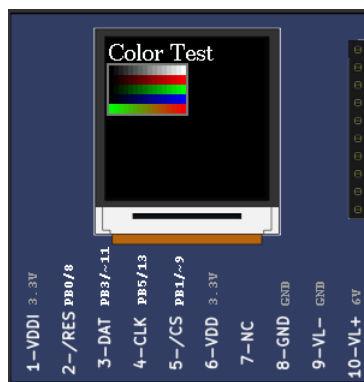 Color Test
1-VDDI 3.3V
2-/RES PB0/8
3-DAT PB3/~11
4-CLK PB5/13
5-/CS PB1/~9
6-VDD 3.3V
7-NC
8-GND GND
9-VL- GND
10-VL+ 6V